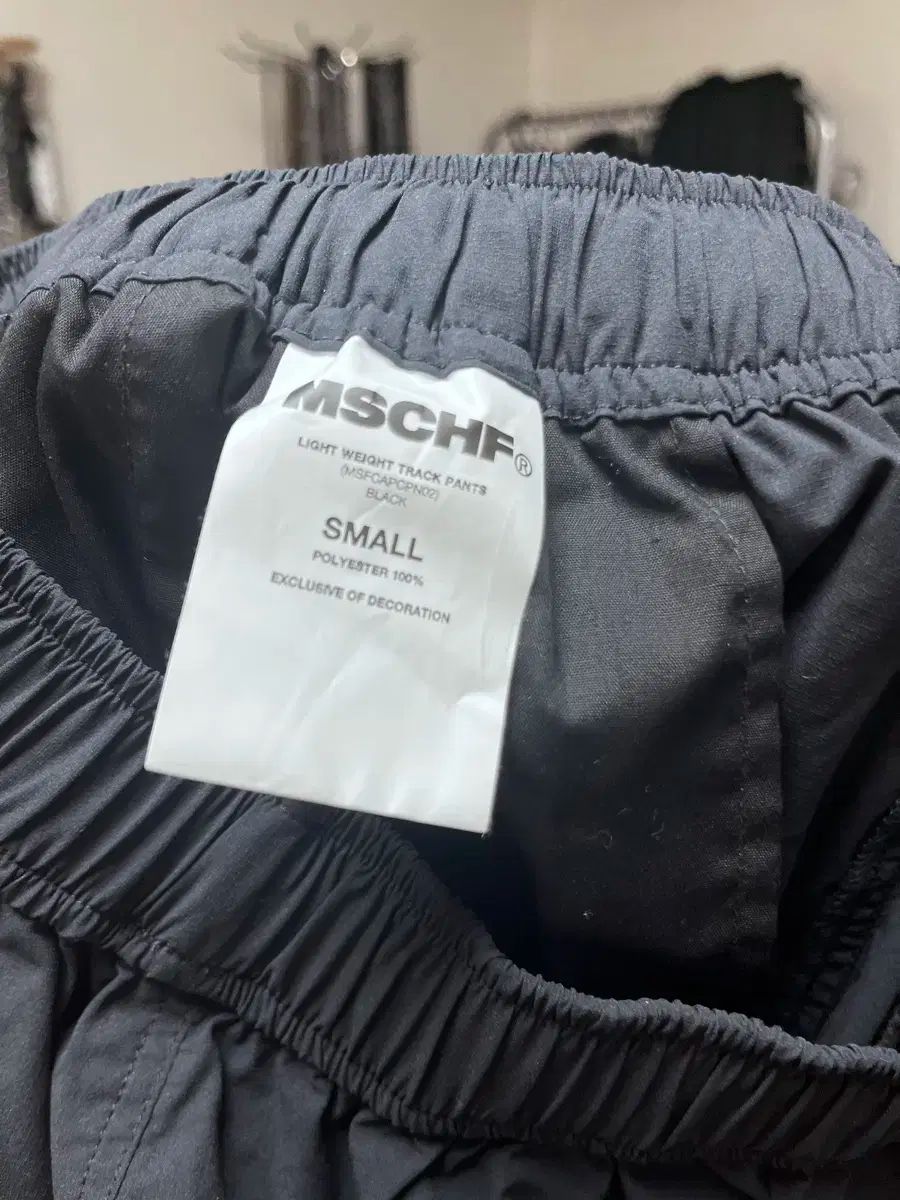 MSCHF®
LIGHT WEIGHT TRACK PANTS
(MSFCAPCPN02)
BLACK
SMALL
POLYESTER 100%
EXCLUSIVE OF DECORATION